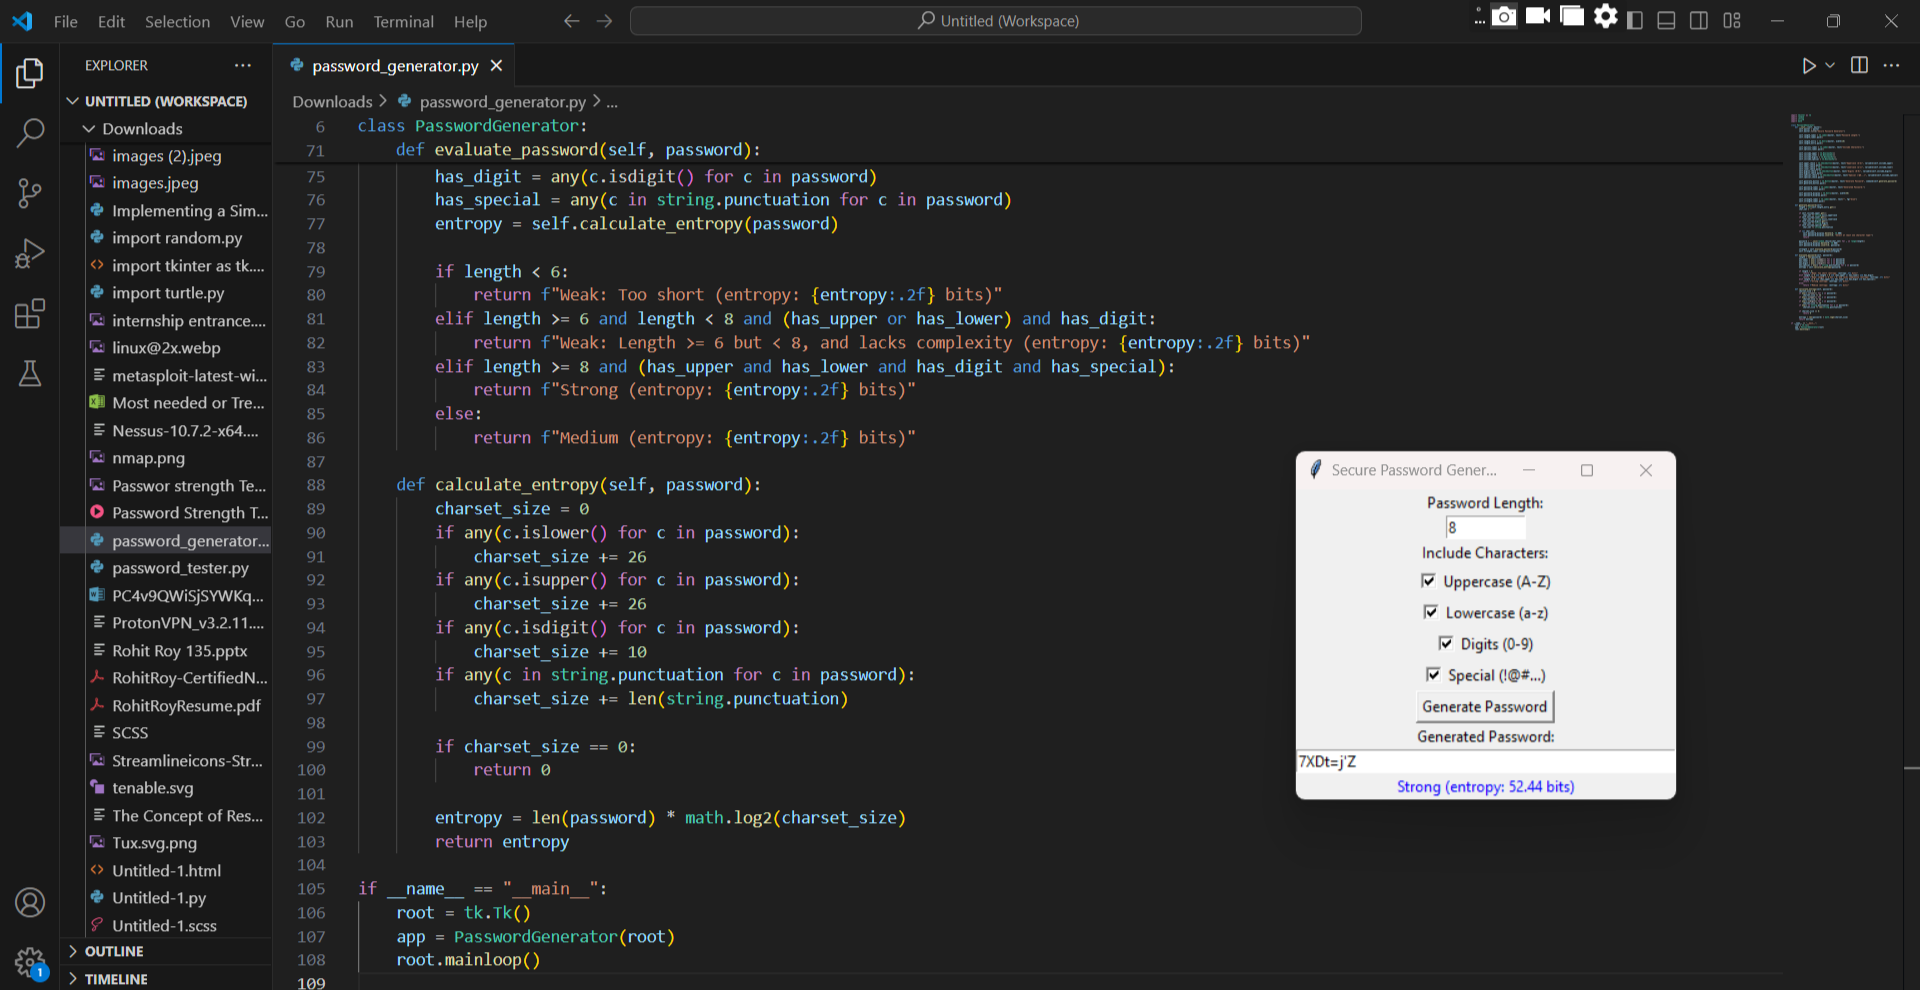 File Edit Selection View Go Run Terminal Help
Untitled (Workspace)
EXPLORER
UNTITLED (WORKSPACE)
Downloads
images (2).jpeg
images.jpeg
Implementing a Sim...
import random.py
import tkinter as tk....
import turtle.py
internship entrance....
linux@2x.webp
metasploit-latest-wi...
Most needed or Tre...
Nessus-10.7.2-x64....
nmap.png
Passwor strength Te...
Password Strength T...
password_generator...
password_tester.py
PC4v9QWiSjSYWKq...
ProtonVPN_v3.2.11....
Rohit Roy 135.pptx
RohitRoy-CertifiedN...
RohitRoyResume.pdf
SCSS
Streamlineicons-Str...
tenable.svg
The Concept of Res...
Tux.svg.png
Untitled-1.html
Untitled-1.py
Untitled-1.scss
OUTLINE
TIMELINE
1
password_generator.py
Downloads > password_generator.py > ...
6 class PasswordGenerator:
71 def evaluate_password(self, password):
75 has_digit = any(c.isdigit() for c in password)
76 has_special = any(c in string.punctuation for c in password)
77 entropy = self.calculate_entropy(password)
78
79 if length < 6:
80 return f"Weak: Too short (entropy: {entropy:.2f} bits)"
81 elif length >= 6 and length < 8 and (has_upper or has_lower) and has_digit:
82 return f"Weak: Length >= 6 but < 8, and lacks complexity (entropy: {entropy:.2f} bits)"
83 elif length >= 8 and (has_upper and has_lower and has_digit and has_special):
84 return f"Strong (entropy: {entropy:.2f} bits)"
85 else:
86 return f"Medium (entropy: {entropy:.2f} bits)"
87
88 def calculate_entropy(self, password):
89 charset_size = 0
90 if any(c.islower() for c in password):
91 charset_size += 26
92 if any(c.isupper() for c in password):
93 charset_size += 26
94 if any(c.isdigit() for c in password):
95 charset_size += 10
96 if any(c in string.punctuation for c in password):
97 charset_size += len(string.punctuation)
98
99 if charset_size == 0:
100 return 0
101
102 entropy = len(password) * math.log2(charset_size)
103 return entropy
104
105 if __name__ == "__main__":
106 root = tk.Tk()
107 app = PasswordGenerator(root)
108 root.mainloop()
109
Secure Password Gener...
Password Length:
8
Include Characters:
Uppercase (A-Z)
Lowercase (a-z)
Digits (0-9)
Special (!@#...)
Generate Password
Generated Password:
7XDt=j'Z
Strong (entropy: 52.44 bits)